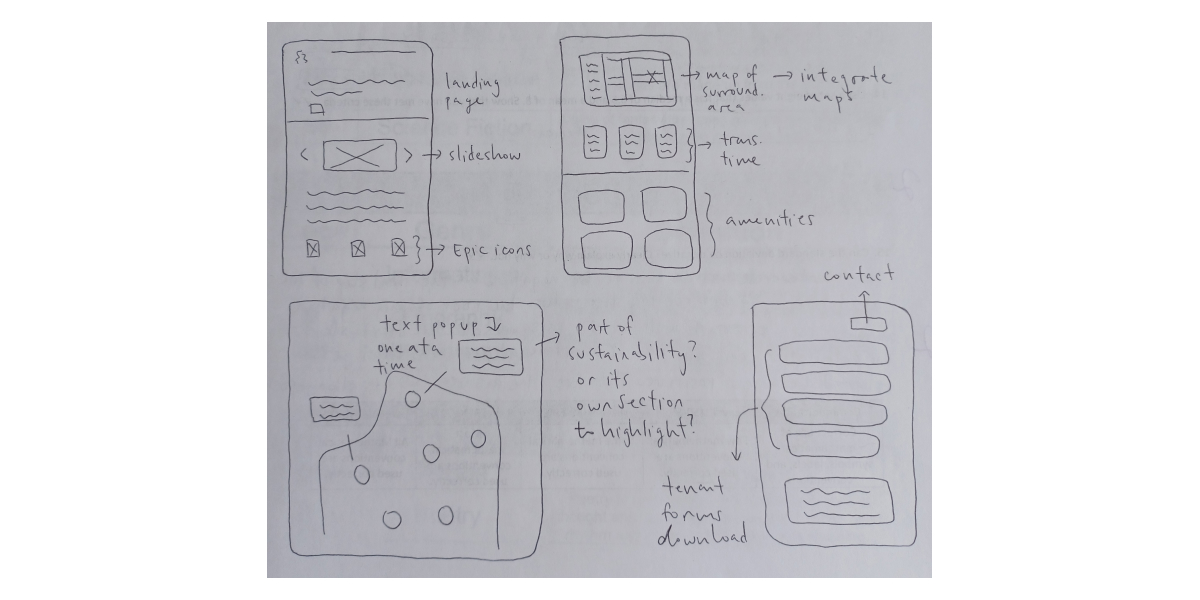 landing
page
slideshow
Epic icons
map of
surround.
area
integrate
maps
trans.
time
amenities
text popup
one at a
time
part of
sustainability?
or its
own section
to highlight?
contact
tenant
forms
download